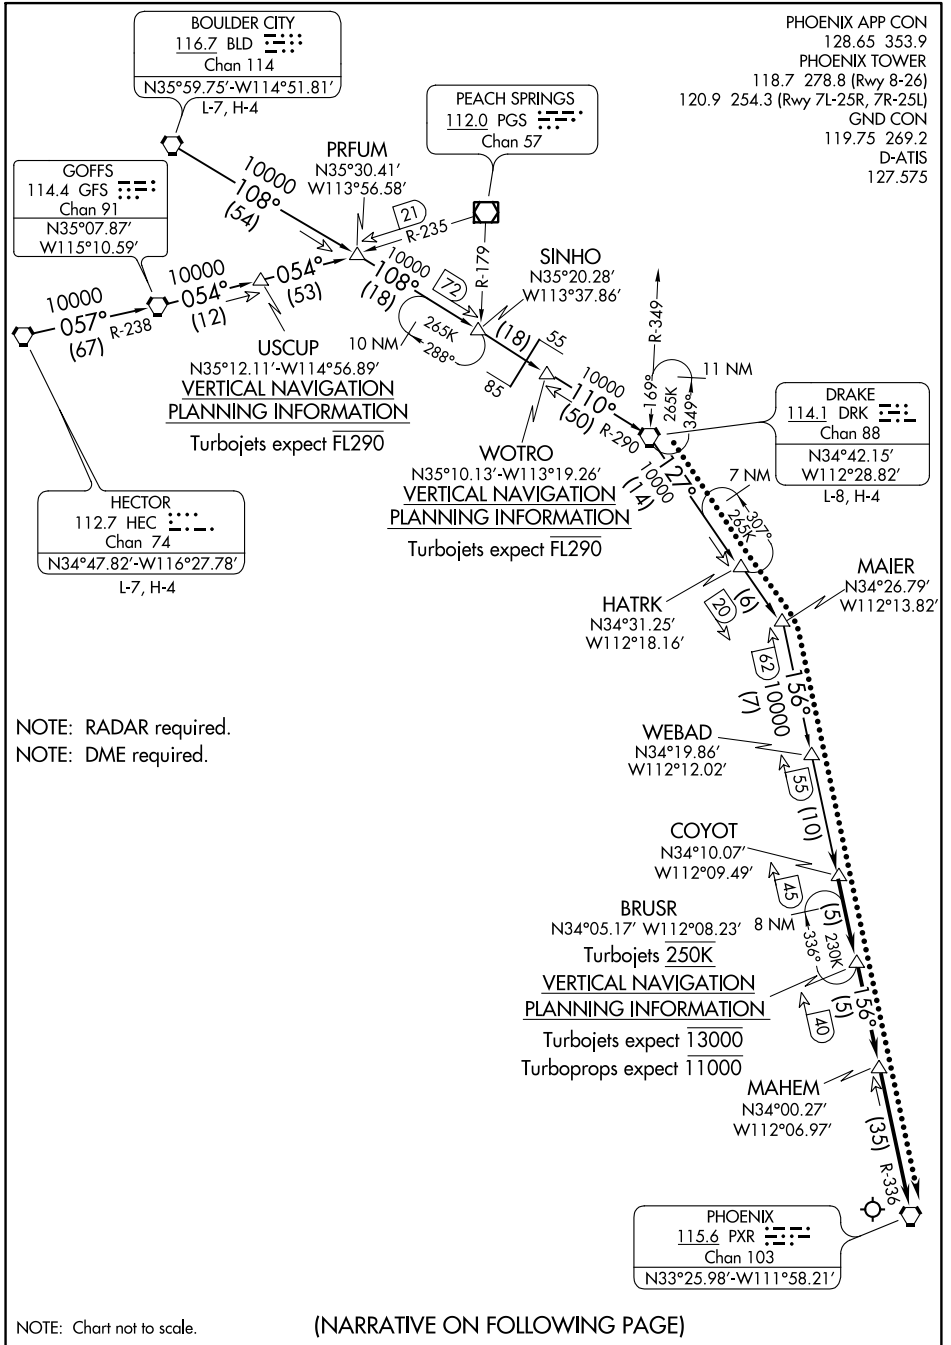 BOULDER CITY
116.7 BLD
Chan 114
N35°59.75′-W114°51.81′
L-7, H-4
PHOENIX APP CON
128.65 353.9
PHOENIX TOWER
118.7 278.8 (Rwy 8-26)
120.9 254.3 (Rwy 7L-25R, 7R-25L)
GND CON
119.75 269.2
D-ATIS
127.575
PEACH SPRINGS
112.0 PGS
Chan 57
PRFUM
N35°30.41′
W113°56.58′
GOFFS
114.4 GFS
Chan 91
N35°07.87′
W115°10.59′
10000
108°
(54)
21
R-235
R-179
10000
057°
(67)
R-238
10000
054°
(12)
054°
(53)
10000
108°
(18)
72
SINHO
N35°20.28′
W113°37.86′
265K
288°
10 NM
(18)
55
85
USCUP
N35°12.11′-W114°56.89′
VERTICAL NAVIGATION
PLANNING INFORMATION
Turbojets expect FL290
R-349
169°
265K
349°
11 NM
10000
110°
(50)
R-290
DRAKE
114.1 DRK
Chan 88
N34°42.15′
W112°28.82′
L-8, H-4
WOTRO
N35°10.13′-W113°19.26′
VERTICAL NAVIGATION
PLANNING INFORMATION
Turbojets expect FL290
127°
10000
(14)
7 NM
307°
265K
HECTOR
112.7 HEC
Chan 74
N34°47.82′-W116°27.78′
L-7, H-4
HATRK
N34°31.25′
W112°18.16′
20
(6)
MAIER
N34°26.79′
W112°13.82′
62
156°
10000
(7)
NOTE: RADAR required.
NOTE: DME required.
WEBAD
N34°19.86′
W112°12.02′
55
(10)
COYOT
N34°10.07′
W112°09.49′
45
BRUSR
N34°05.17′ W112°08.23′
Turbojets 250K
VERTICAL NAVIGATION
PLANNING INFORMATION
Turbojets expect 13000
Turboprops expect 11000
8 NM
(5)
230K
336°
156°
(5)
40
MAHEM
N34°00.27′
W112°06.97′
(35)
R-336
PHOENIX
115.6 PXR
Chan 103
N33°25.98′-W111°58.21′
NOTE: Chart not to scale.
(NARRATIVE ON FOLLOWING PAGE)